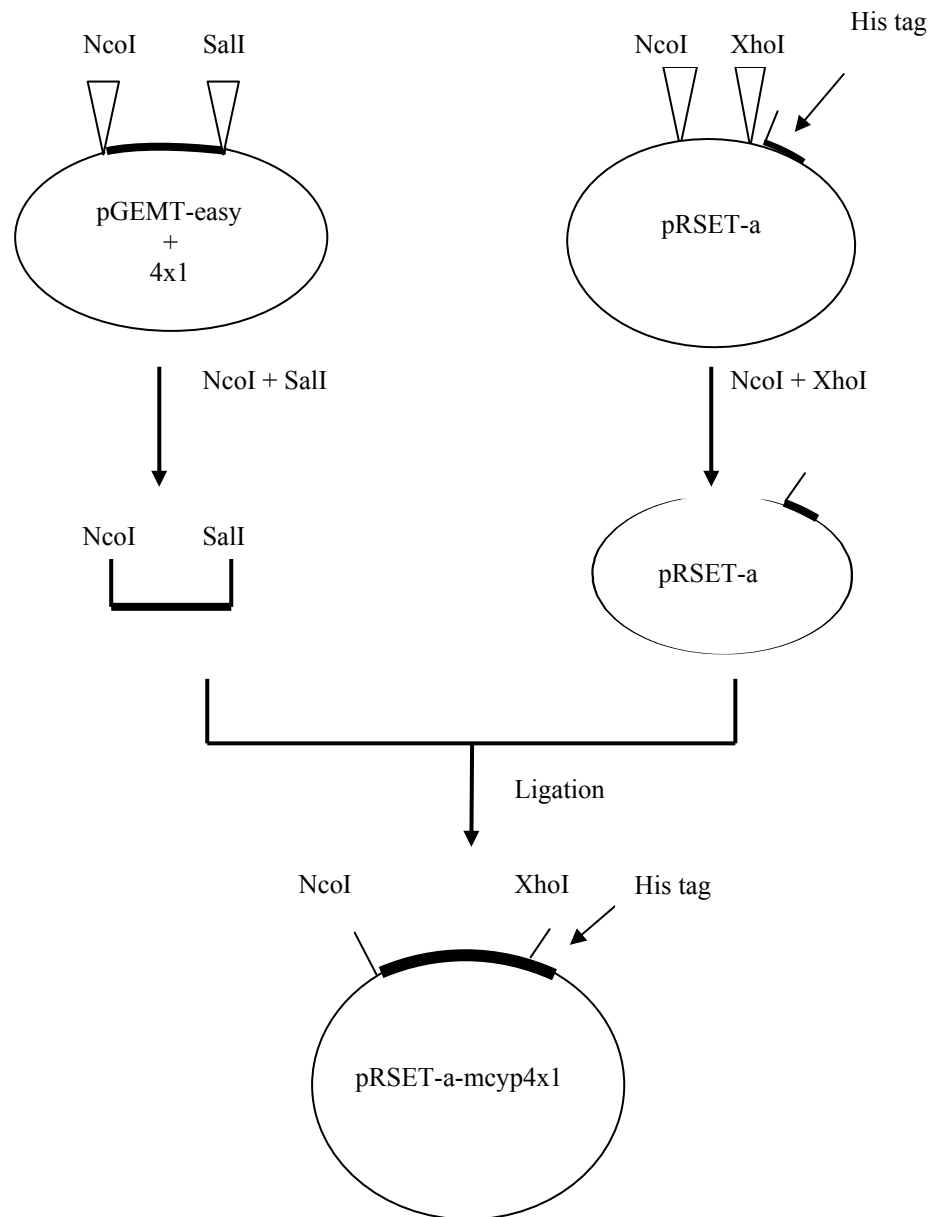 His tag
NcoI SalI
NcoI XhoI
pGEMT-easy
+
4x1
pRSET-a
NcoI + SalI
NcoI + XhoI
NcoI SalI
pRSET-a
Ligation
NcoI
XhoI
His tag
pRSET-a-mcyp4x1